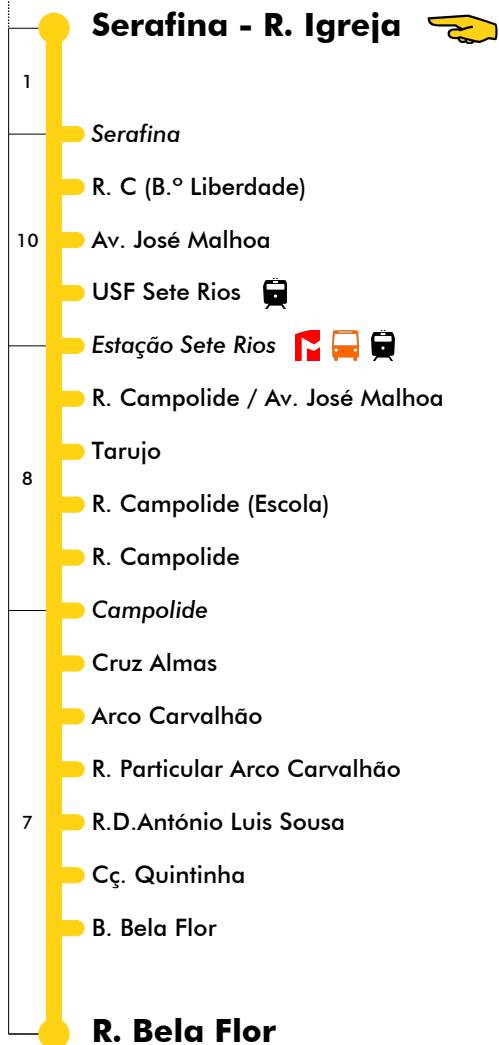 Serafina - R. Igreja
1
Serafina
R. C (B.º Liberdade)
10
Av. José Malhoa
USF Sete Rios
Estação Sete Rios
R. Campolide / Av. José Malhoa
Tarujo
8
R. Campolide (Escola)
R. Campolide
Campolide
Cruz Almas
Arco Carvalhão
R. Particular Arco Carvalhão
7
R.D.António Luis Sousa
Cç. Quintinha
B. Bela Flor
R. Bela Flor